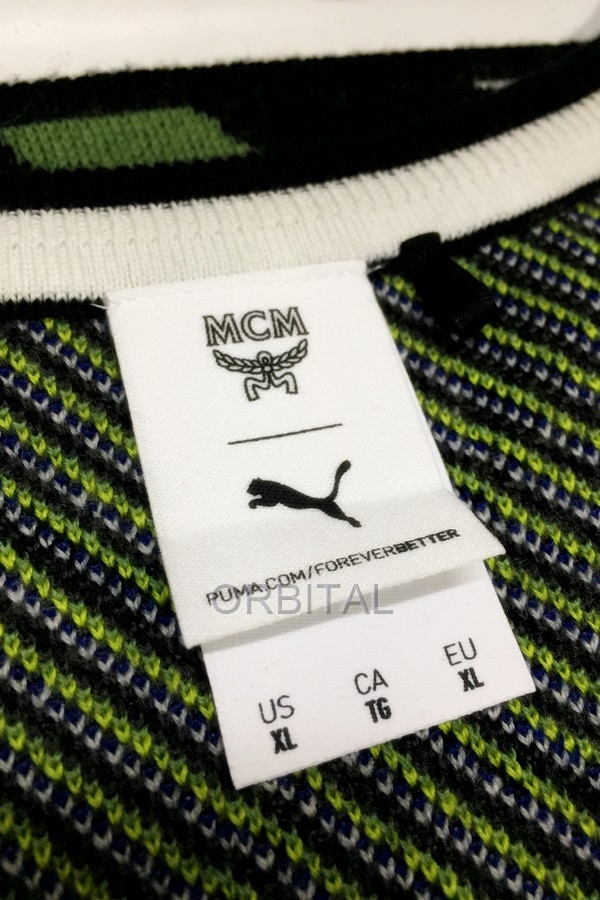 MCM
PUMA.COM/FOREVERBETTER
ORBITAL
US CA EU
XL TG XL